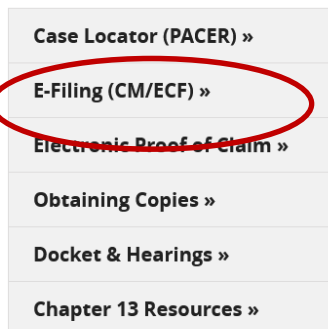 Case Locator (PACER) »
E-Filing (CM/ECF) »
Electronic Proof of Claim »
Obtaining Copies »
Docket & Hearings »
Chapter 13 Resources »